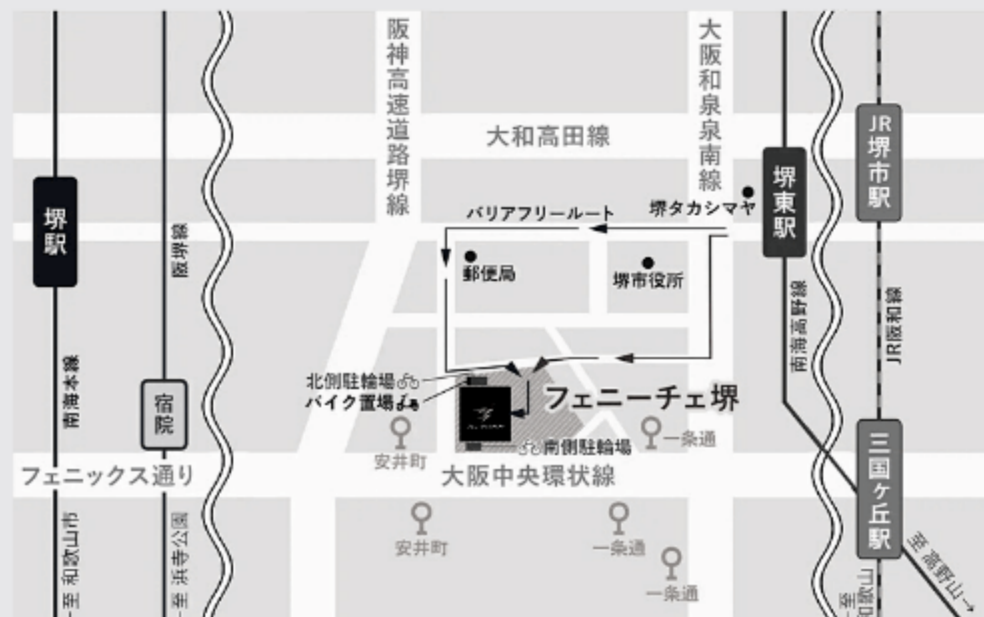 阪神高速道路堺線
大阪和泉泉南線
大和高田線
JR堺市駅
堺東駅
堺駅
堺タカシマヤ
バリアフリールート
阪堺線
郵便局
堺市役所
南海高野線
JR阪和線
南海本線
北側駐輪場
バイク置場
フェニーチェ堺
宿院
安井町
一条通
南側駐輪場
三国ヶ丘駅
フェニックス通り
大阪中央環状線
安井町
一条通
一条通
←至 和歌山市
←至 浜寺公園
←至 和歌山
至 高野山→